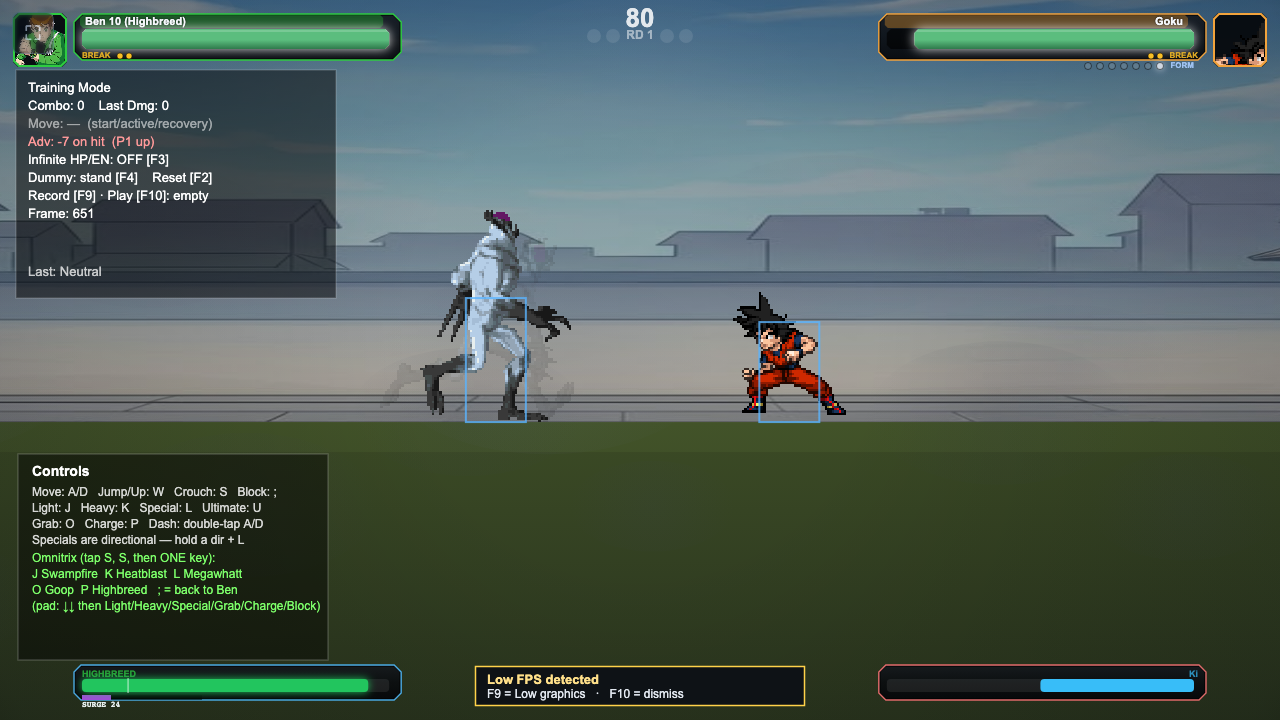 Ben 10 (Highbreed)
BREAK
80
RD 1
Goku
BREAK
FORM
Training Mode
Combo: 0 Last Dmg: 0
Move: — (start/active/recovery)
Adv: -7 on hit (P1 up)
Infinite HP/EN: OFF [F3]
Dummy: stand [F4] Reset [F2]
Record [F9] · Play [F10]: empty
Frame: 651
Last: Neutral
Controls
Move: A/D Jump/Up: W Crouch: S Block: ;
Light: J Heavy: K Special: L Ultimate: U
Grab: O Charge: P Dash: double-tap A/D
Specials are directional — hold a dir + L
Omnitrix (tap S, S, then ONE key):
J Swampfire K Heatblast L Megawhatt
O Goop P Highbreed ; = back to Ben
(pad: ↓↓ then Light/Heavy/Special/Grab/Charge/Block)
HIGHBREED
SURGE 24
Low FPS detected
F9 = Low graphics · F10 = dismiss
Ki